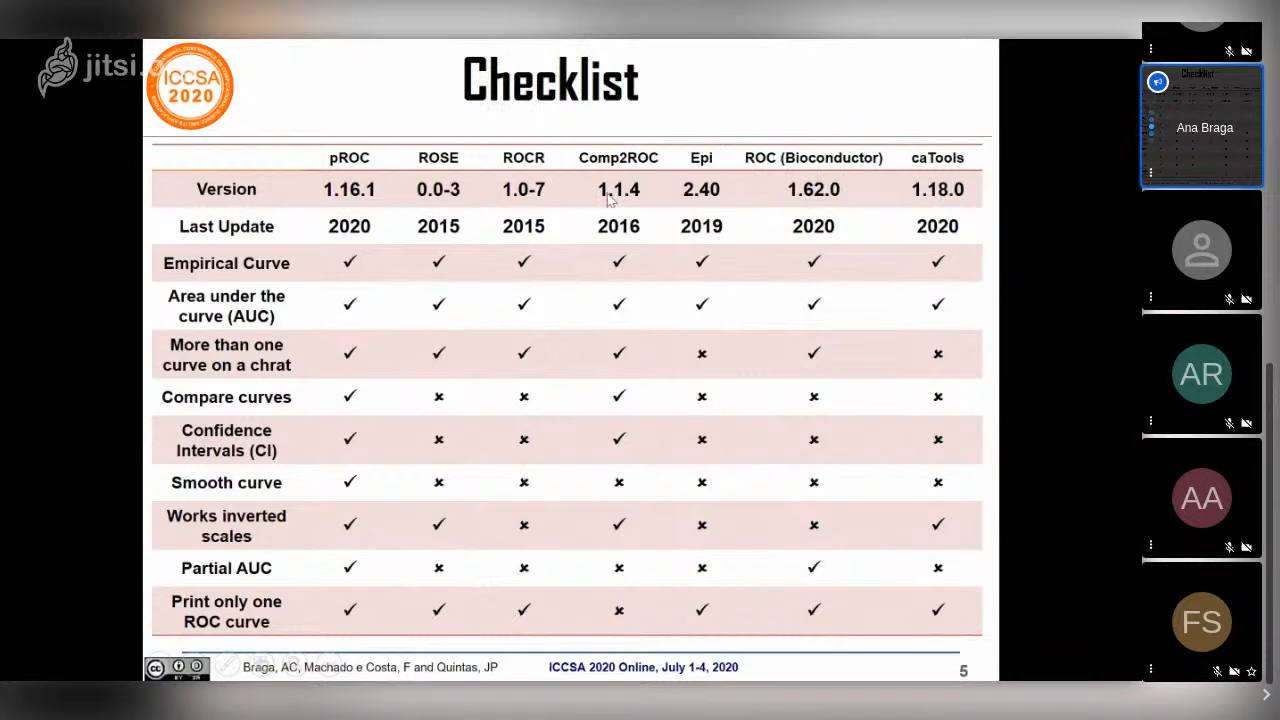 jitsi.
ICCSA
2020
Checklist
pROC ROSE ROCR Comp2ROC Epi ROC (Bioconductor) caTools
Version 1.16.1 0.0-3 1.0-7 1.1.4 2.40 1.62.0 1.18.0
Last Update 2020 2015 2015 2016 2019 2020 2020
Empirical Curve ✓ ✓ ✓ ✓ ✓ ✓ ✓
Area under the
curve (AUC) ✓ ✓ ✓ ✓ ✓ ✓ ✓
More than one
curve on a chrat ✓ ✓ ✓ ✓ × ✓ ×
Compare curves ✓ × × ✓ × × ×
Confidence
Intervals (CI) ✓ × × ✓ × × ×
Smooth curve ✓ × × × × × ×
Works inverted
scales ✓ ✓ × ✓ × × ✓
Partial AUC ✓ × × × × ✓ ×
Print only one
ROC curve ✓ ✓ ✓ × ✓ ✓ ✓
cc BY SA
Braga, AC, Machado e Costa, F and Quintas, JP ICCSA 2020 Online, July 1-4, 2020 5
Checklist
Ana Braga
AR
AA
FS